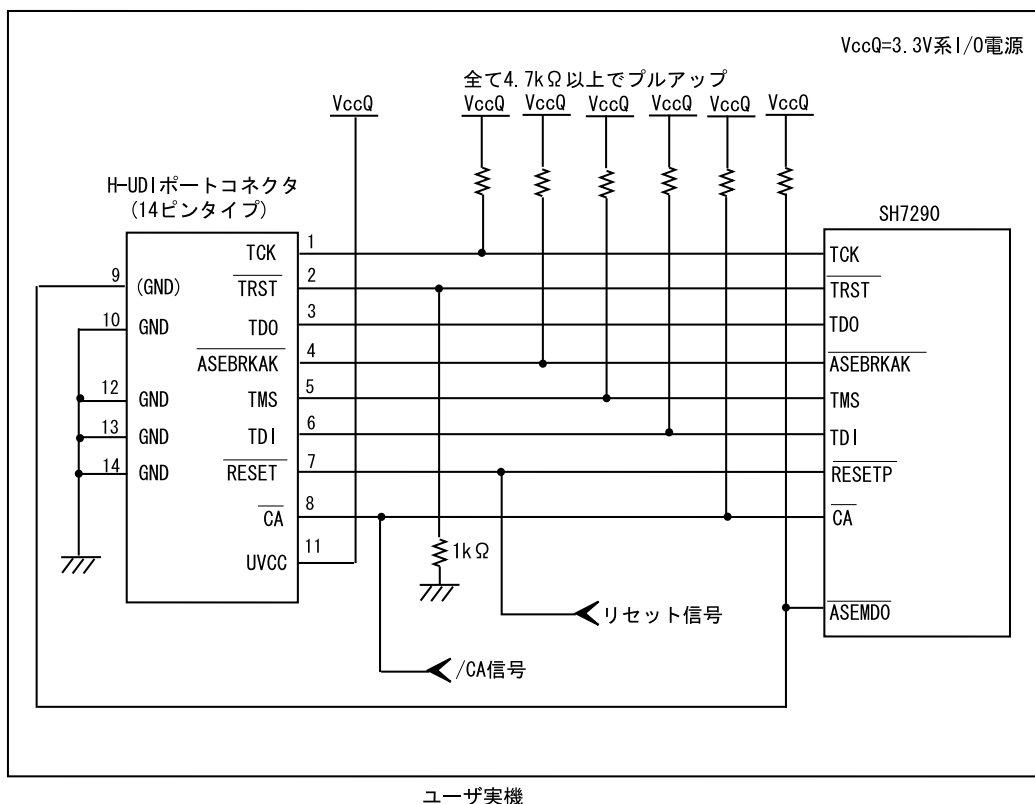 VccQ=3.3V系I/O電源
全て4.7kΩ以上でプルアップ
VccQ
VccQ VccQ VccQ VccQ VccQ VccQ
H-UDIポートコネクタ
(14ピンタイプ)
SH7290
TCK 1 TCK
9 (GND) TRST 2 TRST
10 GND TDO 3 TDO
ASEBRKAK 4 ASEBRKAK
12 GND TMS 5 TMS
13 GND TDI 6 TDI
14 GND RESET 7 RESETP
CA 8 CA
UVCC 11
1kΩ
リセット信号
ASEMD0
/CA信号
ユーザ実機